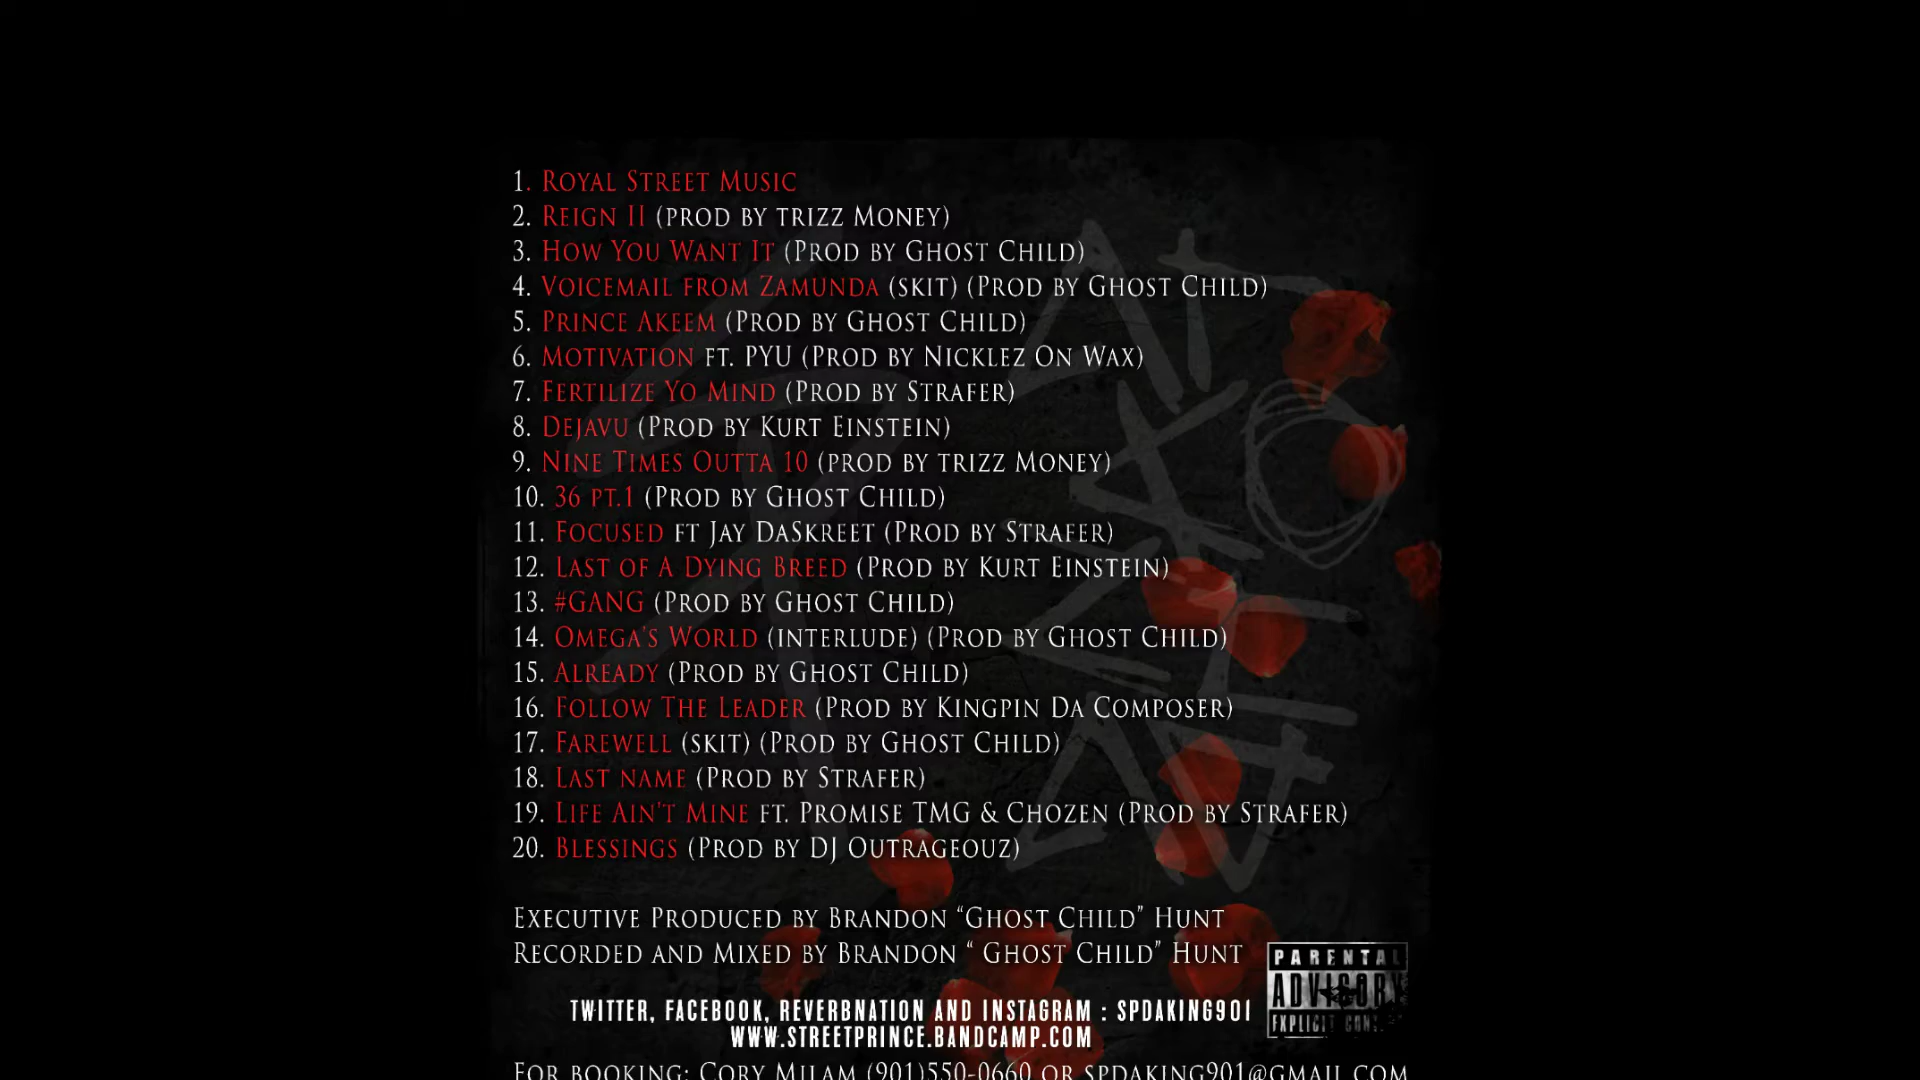 1. Royal Street Music
2. Reign II (prod by trizz Money)
3. How You Want It (Prod by Ghost Child)
4. Voicemail from Zamunda (skit) (Prod by Ghost Child)
5. Prince Akeem (Prod by Ghost Child)
6. Motivation ft. PYU (Prod by Nicklez On Wax)
7. Fertilize Yo Mind (Prod by Strafer)
8. Dejavu (Prod by Kurt Einstein)
9. Nine Times Outta 10 (prod by trizz Money)
10. 36 pt.1 (Prod by Ghost Child)
11. Focused ft Jay DaSkreet (Prod by Strafer)
12. Last of A Dying Breed (Prod by Kurt Einstein)
13. #GANG (Prod by Ghost Child)
14. Omega's World (interlude) (Prod by Ghost Child)
15. Already (Prod by Ghost Child)
16. Follow The Leader (Prod by Kingpin Da Composer)
17. Farewell (skit) (Prod by Ghost Child)
18. Last name (Prod by Strafer)
19. Life Ain't Mine ft. Promise TMG & Chozen (Prod by Strafer)
20. Blessings (Prod by DJ Outrageouz)
Executive Produced by Brandon “Ghost Child” Hunt
Recorded and Mixed by Brandon “ Ghost Child” Hunt
PARENTAL
ADVISORY
EXPLICIT
TWITTER, FACEBOOK, REVERBNATION AND INSTAGRAM : SPDAKING901
WWW.STREETPRINCE.BANDCAMP.COM
For booking: Cory Milam (901)550-0660 or spdaking901@gmail.com